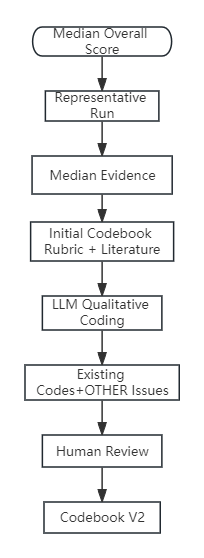 Median Overall
Score
Representative
Run
Median Evidence
Initial Codebook
Rubric + Literature
LLM Qualitative
Coding
Existing
Codes+OTHER Issues
Human Review
Codebook V2